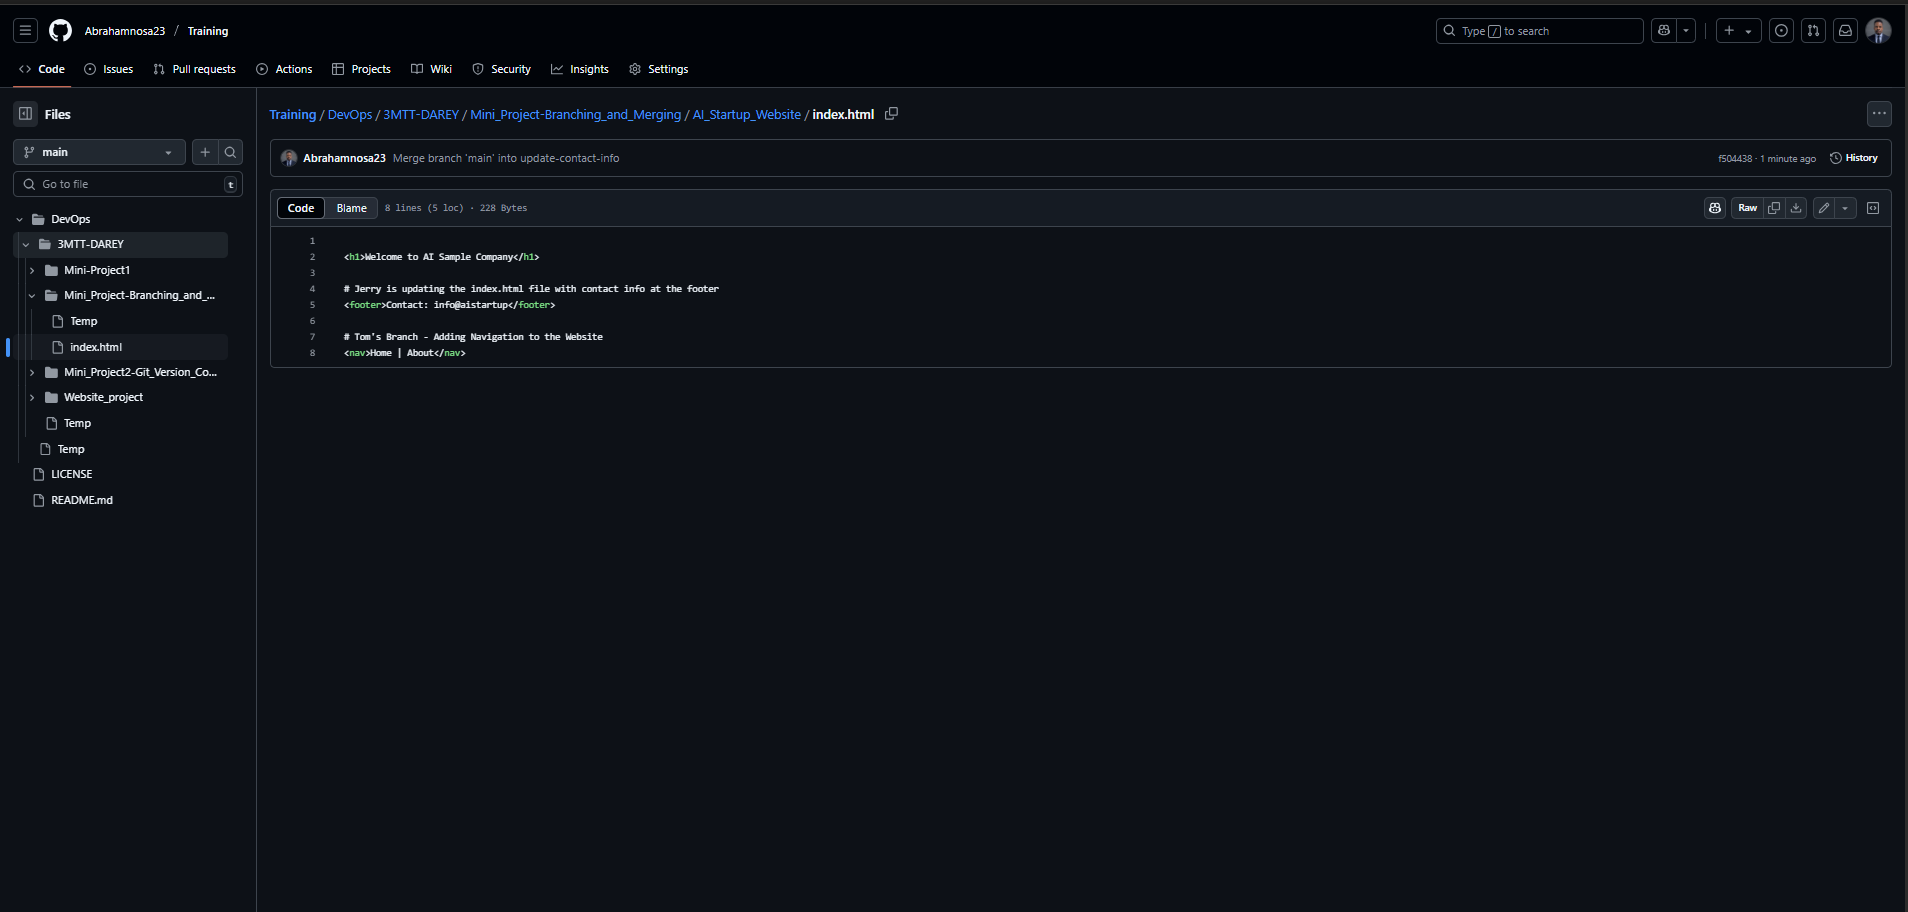 Abrahamnosa23 / Training
Type / to search
Code Issues Pull requests Actions Projects Wiki Security Insights Settings
Files
main
Go to file t
DevOps
3MTT-DAREY
Mini-Project1
Mini_Project-Branching_and_...
Temp
index.html
Mini_Project2-Git_Version_Co...
Website_project
Temp
Temp
LICENSE
README.md
Training / DevOps / 3MTT-DAREY / Mini_Project-Branching_and_Merging / AI_Startup_Website / index.html
Abrahamnosa23 Merge branch 'main' into update-contact-info
f504438 · 1 minute ago History
Code Blame 8 lines (5 loc) · 228 Bytes
Raw
1
2 <h1>Welcome to AI Sample Company</h1>
3
4 # Jerry is updating the index.html file with contact info at the footer
5 <footer>Contact: info@aistartup</footer>
6
7 # Tom's Branch - Adding Navigation to the Website
8 <nav>Home | About</nav>